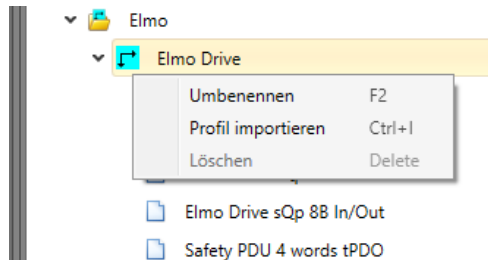 Elmo
Elmo Drive
Umbenennen F2
Profil importieren Ctrl+I
Löschen Delete
Elmo Drive sQp 8B In/Out
Safety PDU 4 words tPDO